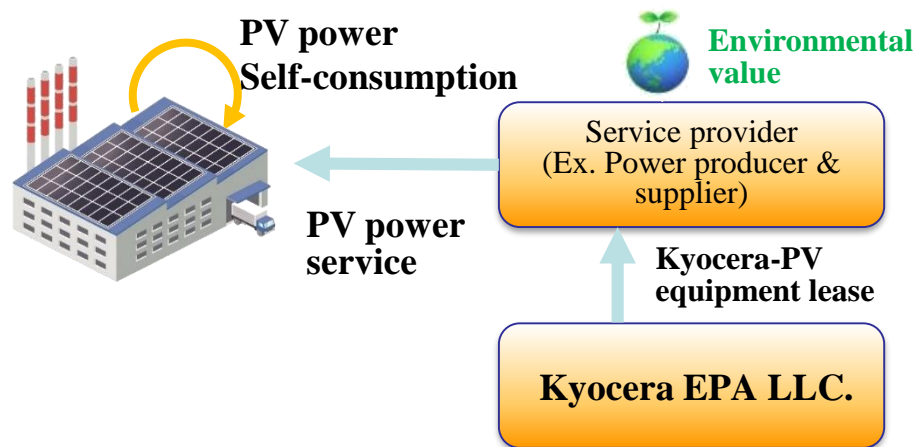 PV power
Self-consumption
Environmental
value
Service provider
(Ex. Power producer &
supplier)
PV power
service
Kyocera-PV
equipment lease
Kyocera EPA LLC.